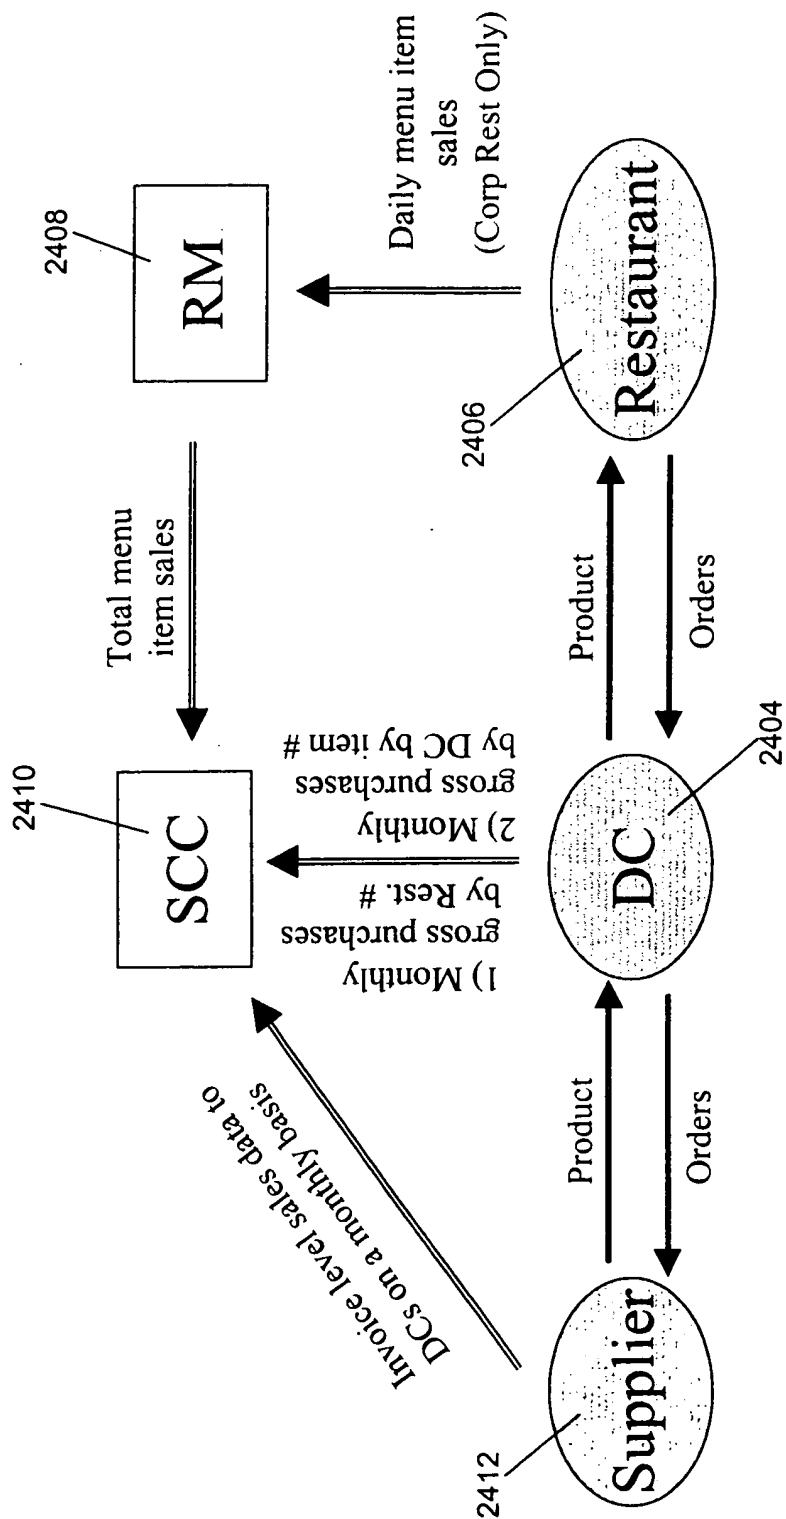 2410
SCC
Total menu
item sales
2408
RM
Invoice level sales data to
DCs on a monthly basis
1) Monthly
gross purchases
by Rest. #
2) Monthly
gross purchases
by DC by item #
Daily menu item
sales
(Corp Rest Only)
2412
Supplier
Product
Orders
DC
2404
Product
Orders
2406
Restaurant